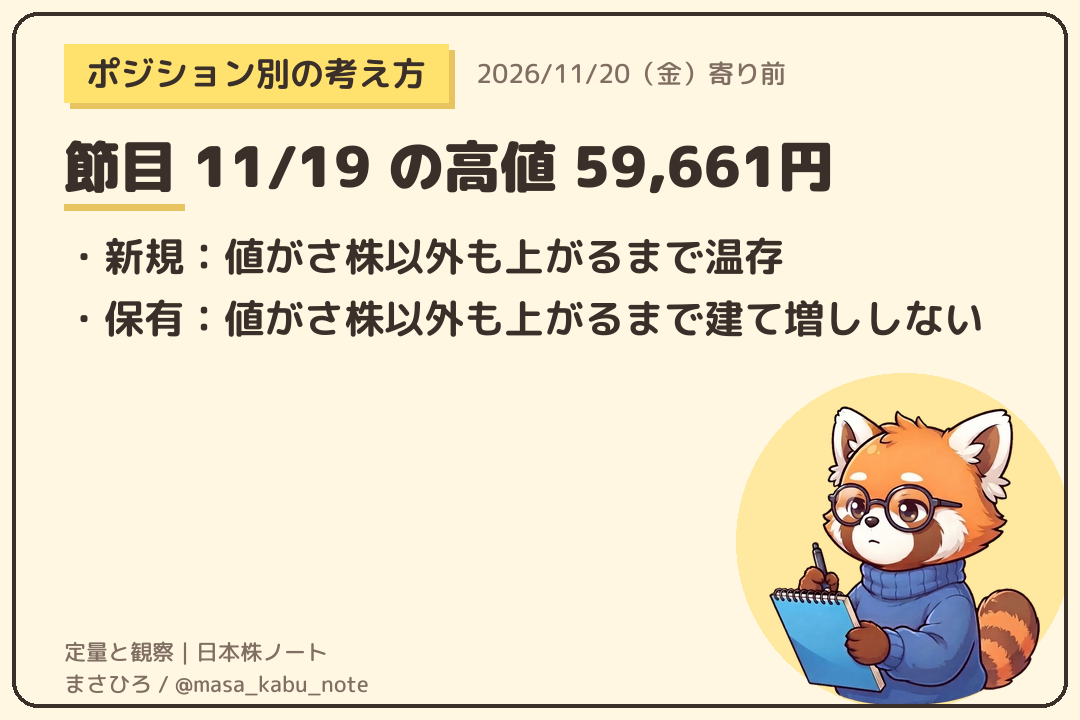 ポジション別の考え方
2026/11/20（金）寄り前
節目 11/19 の高値 59,661円
・新規：値がさ株以外も上がるまで温存
・保有：値がさ株以外も上がるまで建て増ししない
定量と観察 | 日本株ノート
まさひろ / @masa_kabu_note